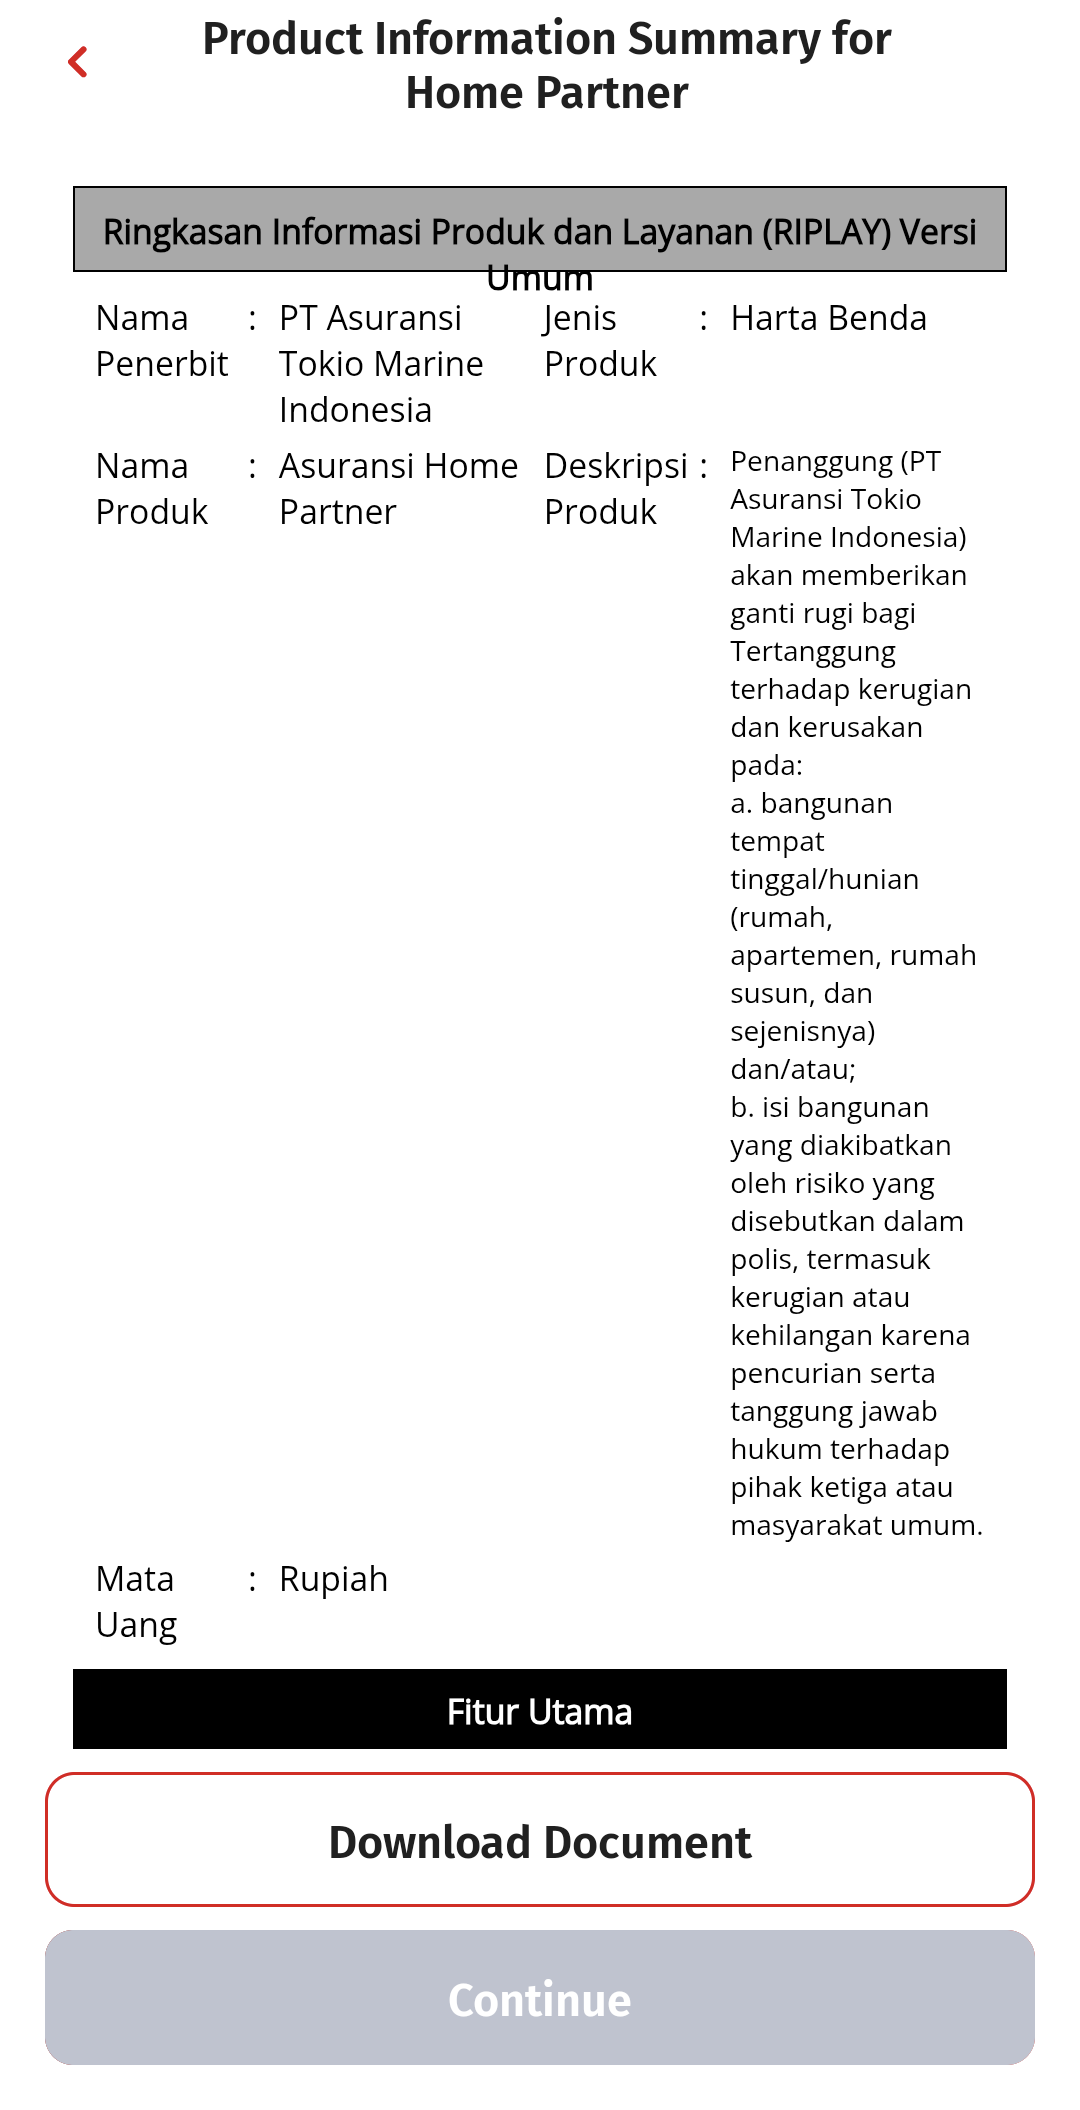 Product Information Summary for
Home Partner
Ringkasan Informasi Produk dan Layanan (RIPLAY) Versi
Umum
Nama : PT Asuransi Jenis : Harta Benda
Penerbit Tokio Marine Produk
Indonesia
Nama : Asuransi Home Deskripsi : Penanggung (PT
Produk Partner Produk Asuransi Tokio
Marine Indonesia)
akan memberikan
ganti rugi bagi
Tertanggung
terhadap kerugian
dan kerusakan
pada:
a. bangunan
tempat
tinggal/hunian
(rumah,
apartemen, rumah
susun, dan
sejenisnya)
dan/atau;
b. isi bangunan
yang diakibatkan
oleh risiko yang
disebutkan dalam
polis, termasuk
kerugian atau
kehilangan karena
pencurian serta
tanggung jawab
hukum terhadap
pihak ketiga atau
masyarakat umum.
Mata : Rupiah
Uang
Fitur Utama
Download Document
Continue